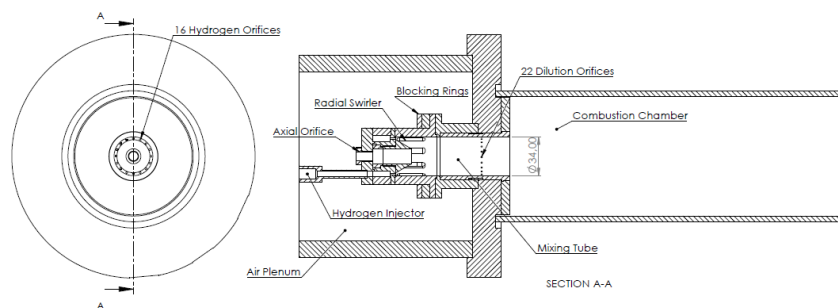 A
16 Hydrogen Orifices
22 Dilution Orifices
Blocking Rings
Radial Swirler
Combustion Chamber
Axial Orifice
Ø34,00
Hydrogen Injector
Mixing Tube
Air Plenum
SECTION A-A
A